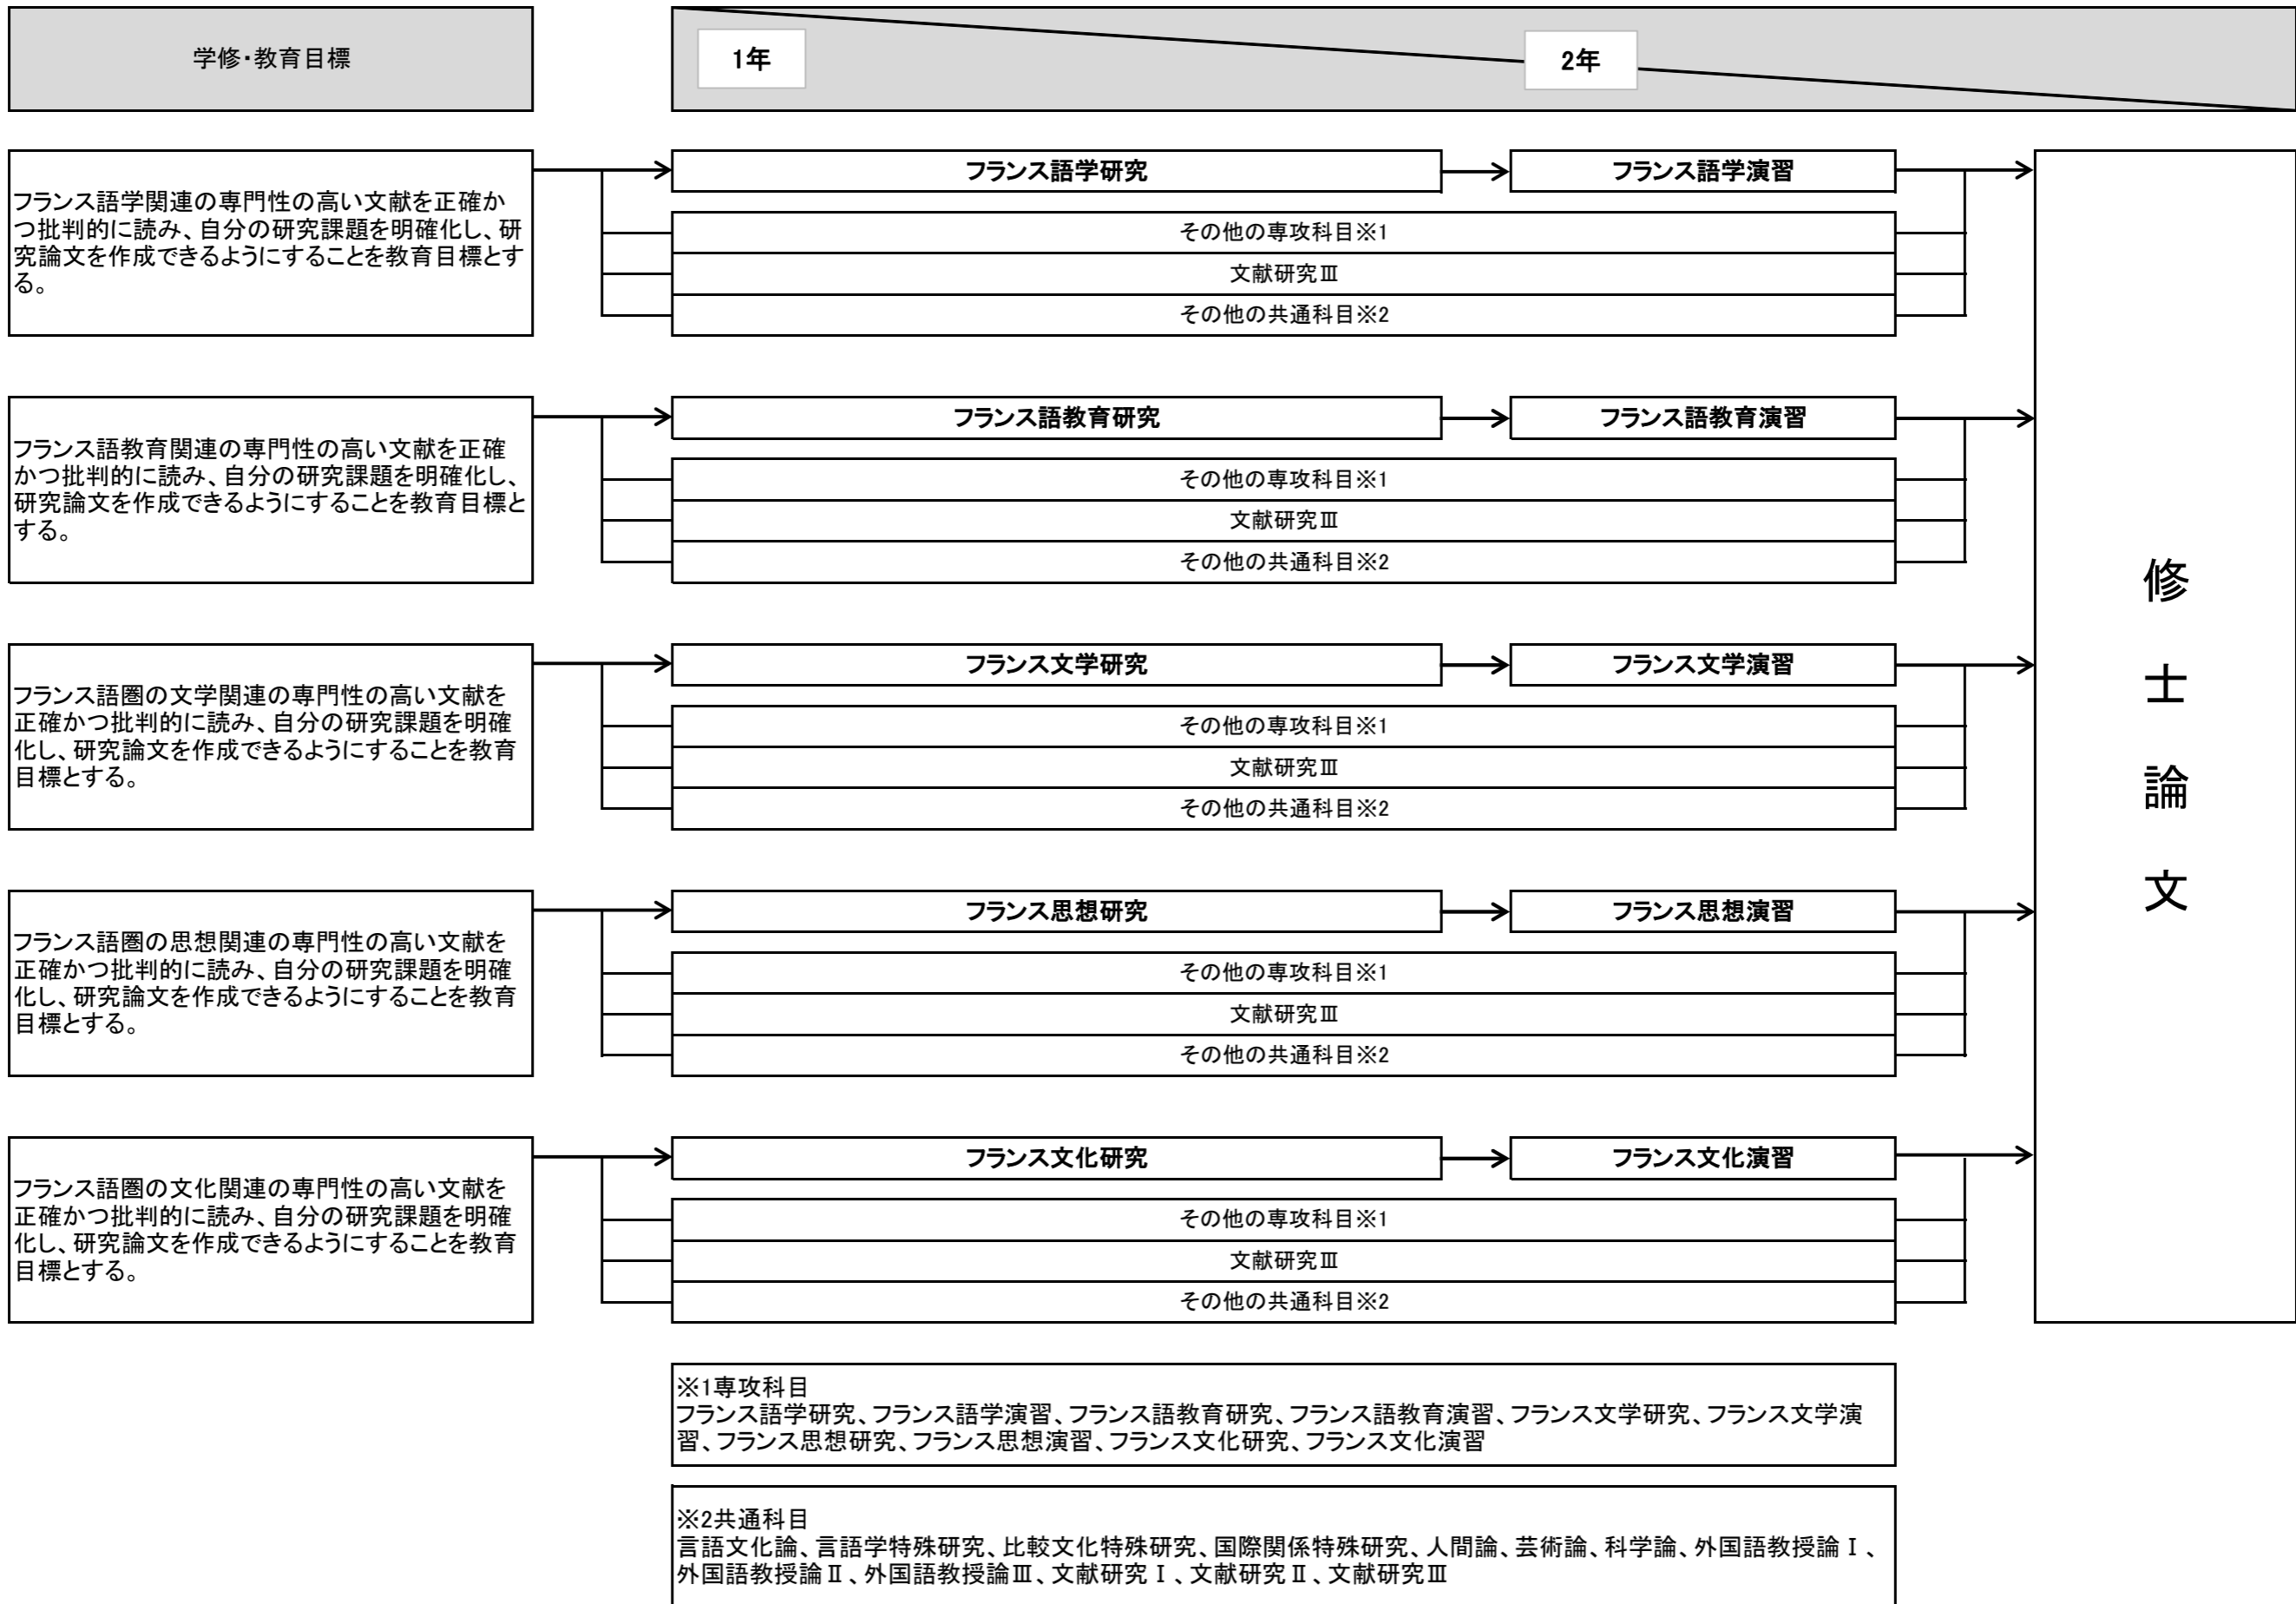 学修・教育目標
1年
2年
フランス語学関連の専門性の高い文献を正確か
つ批判的に読み、自分の研究課題を明確化し、研
究論文を作成できるようにすることを教育目標とす
る。
フランス語学研究
フランス語学演習
その他の専攻科目※1
文献研究Ⅲ
その他の共通科目※2
フランス語教育関連の専門性の高い文献を正確
かつ批判的に読み、自分の研究課題を明確化し、
研究論文を作成できるようにすることを教育目標と
する。
フランス語教育研究
フランス語教育演習
その他の専攻科目※1
文献研究Ⅲ
その他の共通科目※2
フランス語圏の文学関連の専門性の高い文献を
正確かつ批判的に読み、自分の研究課題を明確
化し、研究論文を作成できるようにすることを教育
目標とする。
フランス文学研究
フランス文学演習
その他の専攻科目※1
文献研究Ⅲ
その他の共通科目※2
フランス語圏の思想関連の専門性の高い文献を
正確かつ批判的に読み、自分の研究課題を明確
化し、研究論文を作成できるようにすることを教育
目標とする。
フランス思想研究
フランス思想演習
その他の専攻科目※1
文献研究Ⅲ
その他の共通科目※2
フランス語圏の文化関連の専門性の高い文献を
正確かつ批判的に読み、自分の研究課題を明確
化し、研究論文を作成できるようにすることを教育
目標とする。
フランス文化研究
フランス文化演習
その他の専攻科目※1
文献研究Ⅲ
その他の共通科目※2
修士論文
※1専攻科目
フランス語学研究、フランス語学演習、フランス語教育研究、フランス語教育演習、フランス文学研究、フランス文学演
習、フランス思想研究、フランス思想演習、フランス文化研究、フランス文化演習
※2共通科目
言語文化論、言語学特殊研究、比較文化特殊研究、国際関係特殊研究、人間論、芸術論、科学論、外国語教授論Ⅰ、
外国語教授論Ⅱ、外国語教授論Ⅲ、文献研究Ⅰ、文献研究Ⅱ、文献研究Ⅲ